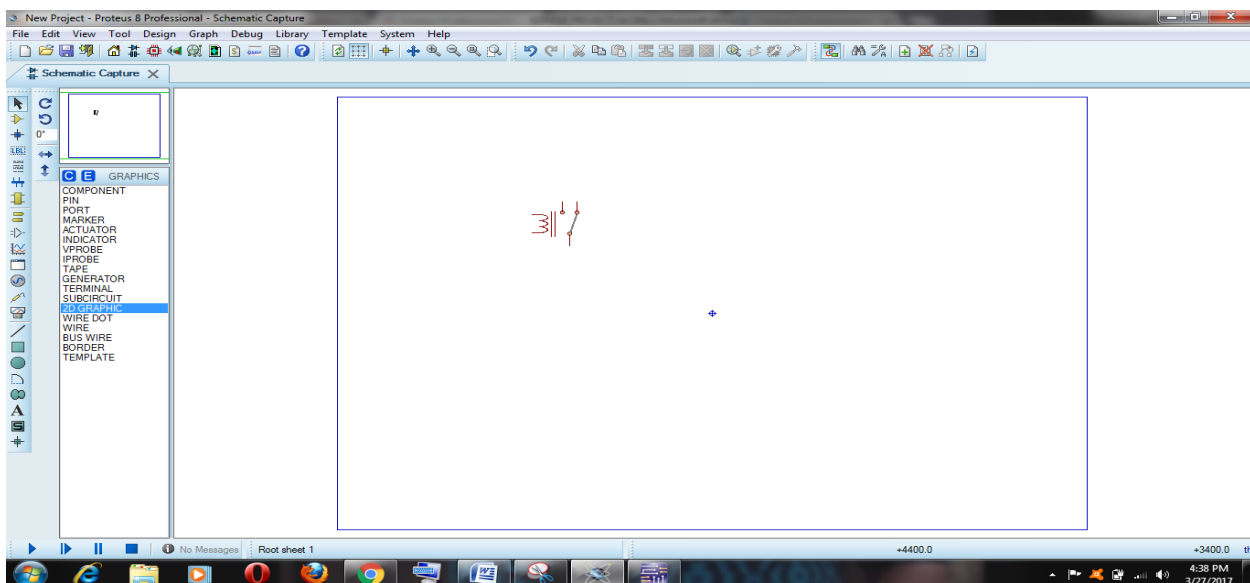 New Project - Proteus 8 Professional - Schematic Capture
File Edit View Tool Design Graph Debug Library Template System Help
Schematic Capture
0°
LBL
C E GRAPHICS
COMPONENT
PIN
PORT
MARKER
ACTUATOR
INDICATOR
VPROBE
IPROBE
TAPE
GENERATOR
TERMINAL
SUBCIRCUIT
2D GRAPHIC
WIRE DOT
WIRE
BUS WIRE
BORDER
TEMPLATE
A
S
No Messages Root sheet 1 +4400.0 +3400.0 th
4:38 PM
3/27/2017